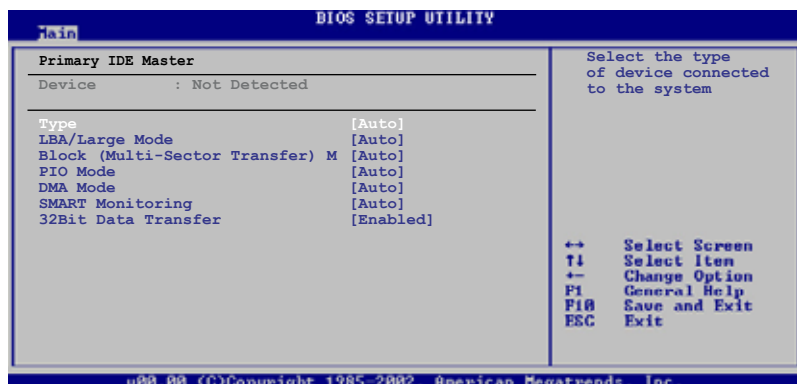 BIOS SETUP UTILITY
Main
Primary IDE Master
Device : Not Detected
Type [Auto]
LBA/Large Mode [Auto]
Block (Multi-Sector Transfer) M [Auto]
PIO Mode [Auto]
DMA Mode [Auto]
SMART Monitoring [Auto]
32Bit Data Transfer [Enabled]
Select the type
of device connected
to the system
↔ Select Screen
↑↓ Select Item
+- Change Option
F1 General Help
F10 Save and Exit
ESC Exit
v00.00 (C)Copyright 1985-2002, American Megatrends, Inc.